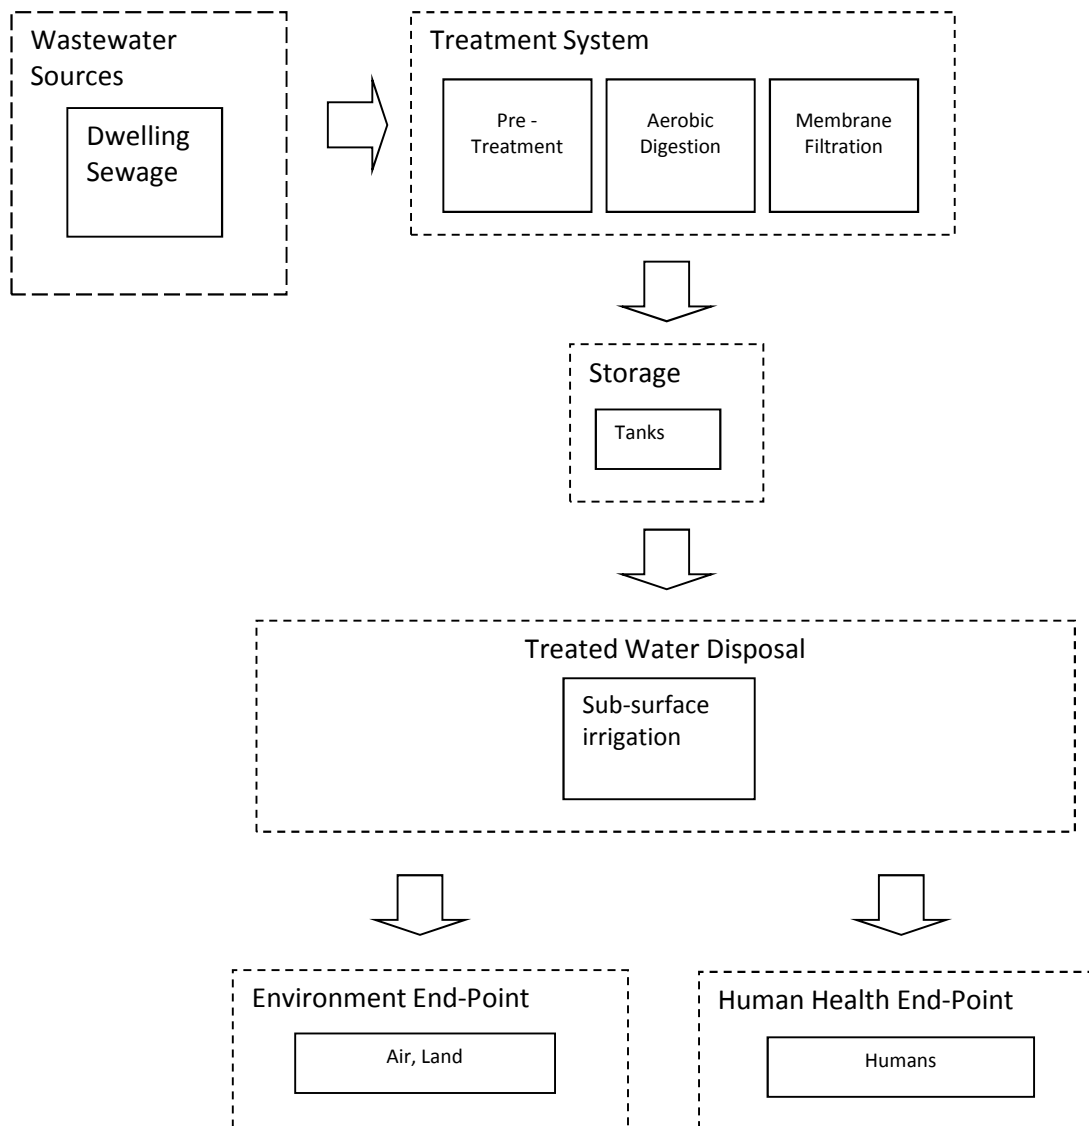 Wastewater
Sources
Dwelling
Sewage
Treatment System
Pre -
Treatment
Aerobic
Digestion
Membrane
Filtration
Storage
Tanks
Treated Water Disposal
Sub-surface
irrigation
Environment End-Point
Air, Land
Human Health End-Point
Humans